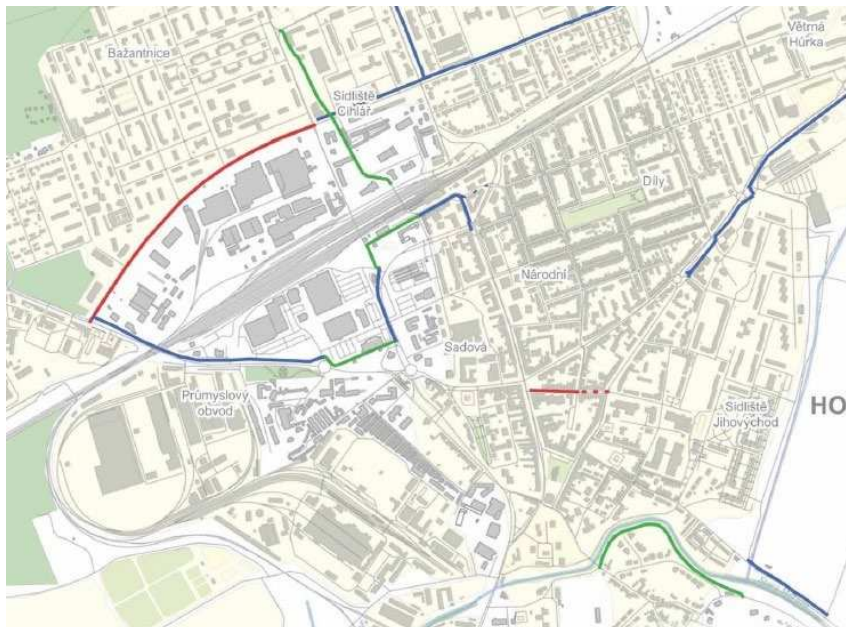 Bažantnice
Větrná
Hůrka
Sídliště
Cihlář
Díly
Národní
Sadová
Průmyslový
obvod
Sídliště
Jihovýchod
HO